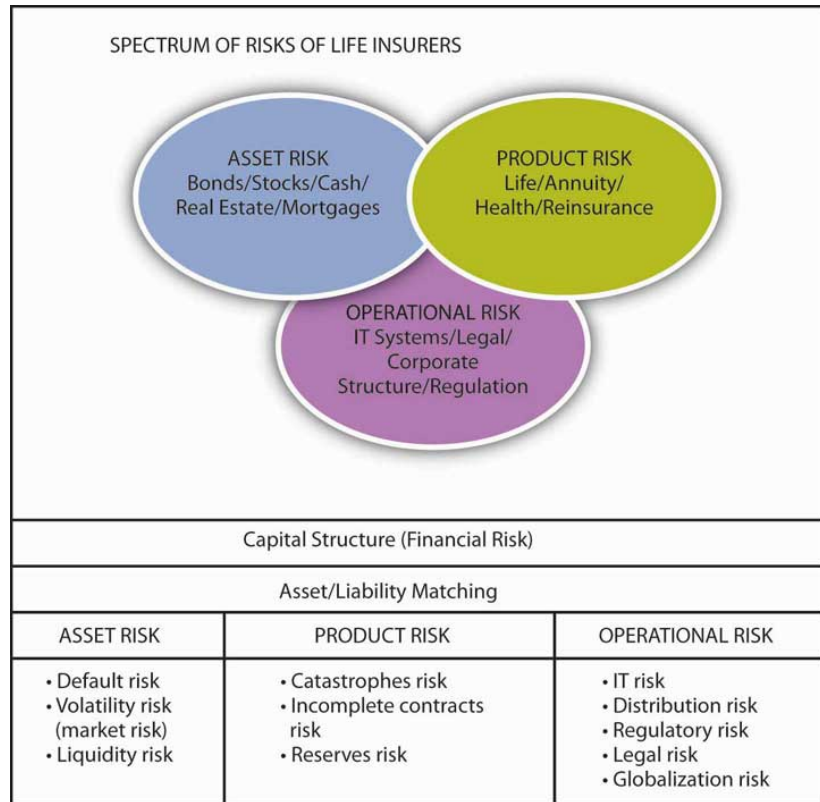 SPECTRUM OF RISKS OF LIFE INSURERS
ASSET RISK
Bonds/Stocks/Cash/
Real Estate/Mortgages
PRODUCT RISK
Life/Annuity/
Health/Reinsurance
OPERATIONAL RISK
IT Systems/Legal/
Corporate
Structure/Regulation
Capital Structure (Financial Risk)
Asset/Liability Matching
ASSET RISK
• Default risk
• Volatility risk
(market risk)
• Liquidity risk
PRODUCT RISK
• Catastrophes risk
• Incomplete contracts
risk
• Reserves risk
OPERATIONAL RISK
• IT risk
• Distribution risk
• Regulatory risk
• Legal risk
• Globalization risk